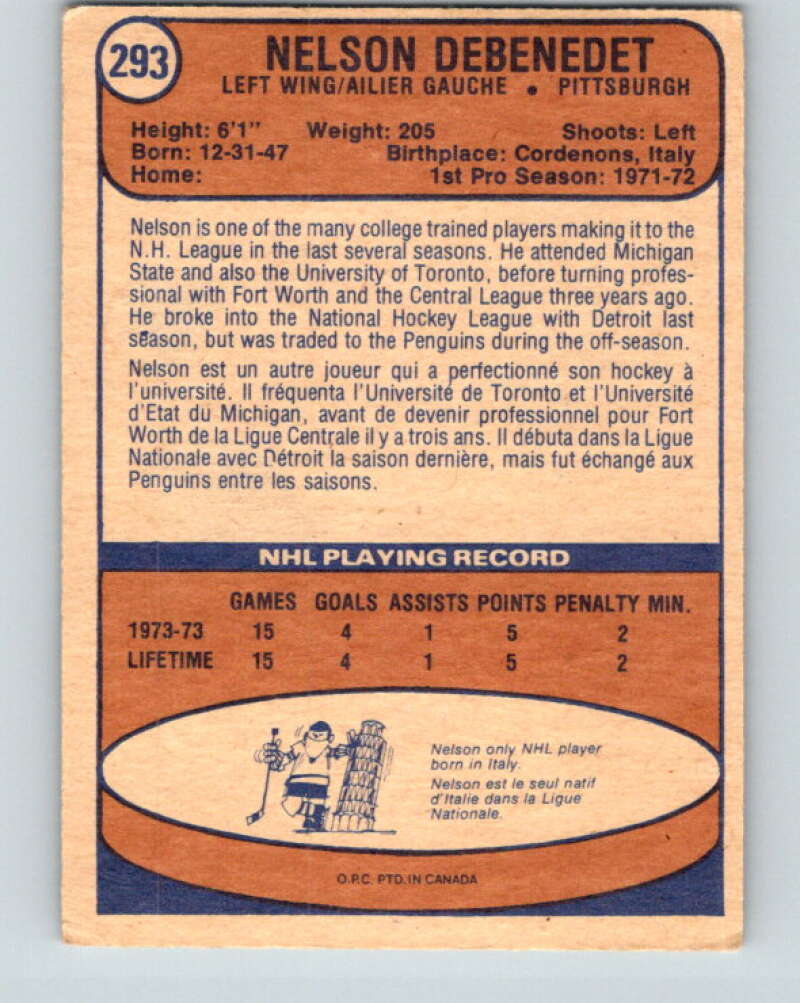 293
NELSON DEBENEDET
LEFT WING/AILIER GAUCHE • PITTSBURGH
Height: 6'1" Weight: 205 Shoots: Left
Born: 12-31-47 Birthplace: Cordenons, Italy
Home: 1st Pro Season: 1971-72
Nelson is one of the many college trained players making it to the
N.H. League in the last several seasons. He attended Michigan
State and also the University of Toronto, before turning profes-
sional with Fort Worth and the Central League three years ago.
He broke into the National Hockey League with Detroit last
season, but was traded to the Penguins during the off-season.
Nelson est un autre joueur qui a perfectionné son hockey à
l'université. Il fréquenta l'Université de Toronto et l'Université
d'Etat du Michigan, avant de devenir professionnel pour Fort
Worth de la Ligue Centrale il y a trois ans. Il débuta dans la Ligue
Nationale avec Détroit la saison dernière, mais fut échangé aux
Penguins entre les saisons.
NHL PLAYING RECORD
GAMES GOALS ASSISTS POINTS PENALTY MIN.
1973-73 15 4 1 5 2
LIFETIME 15 4 1 5 2
Nelson only NHL player
born in Italy.
Nelson est le seul natif
d'Italie dans la Ligue
Nationale.
O.P.C. PTD. IN CANADA